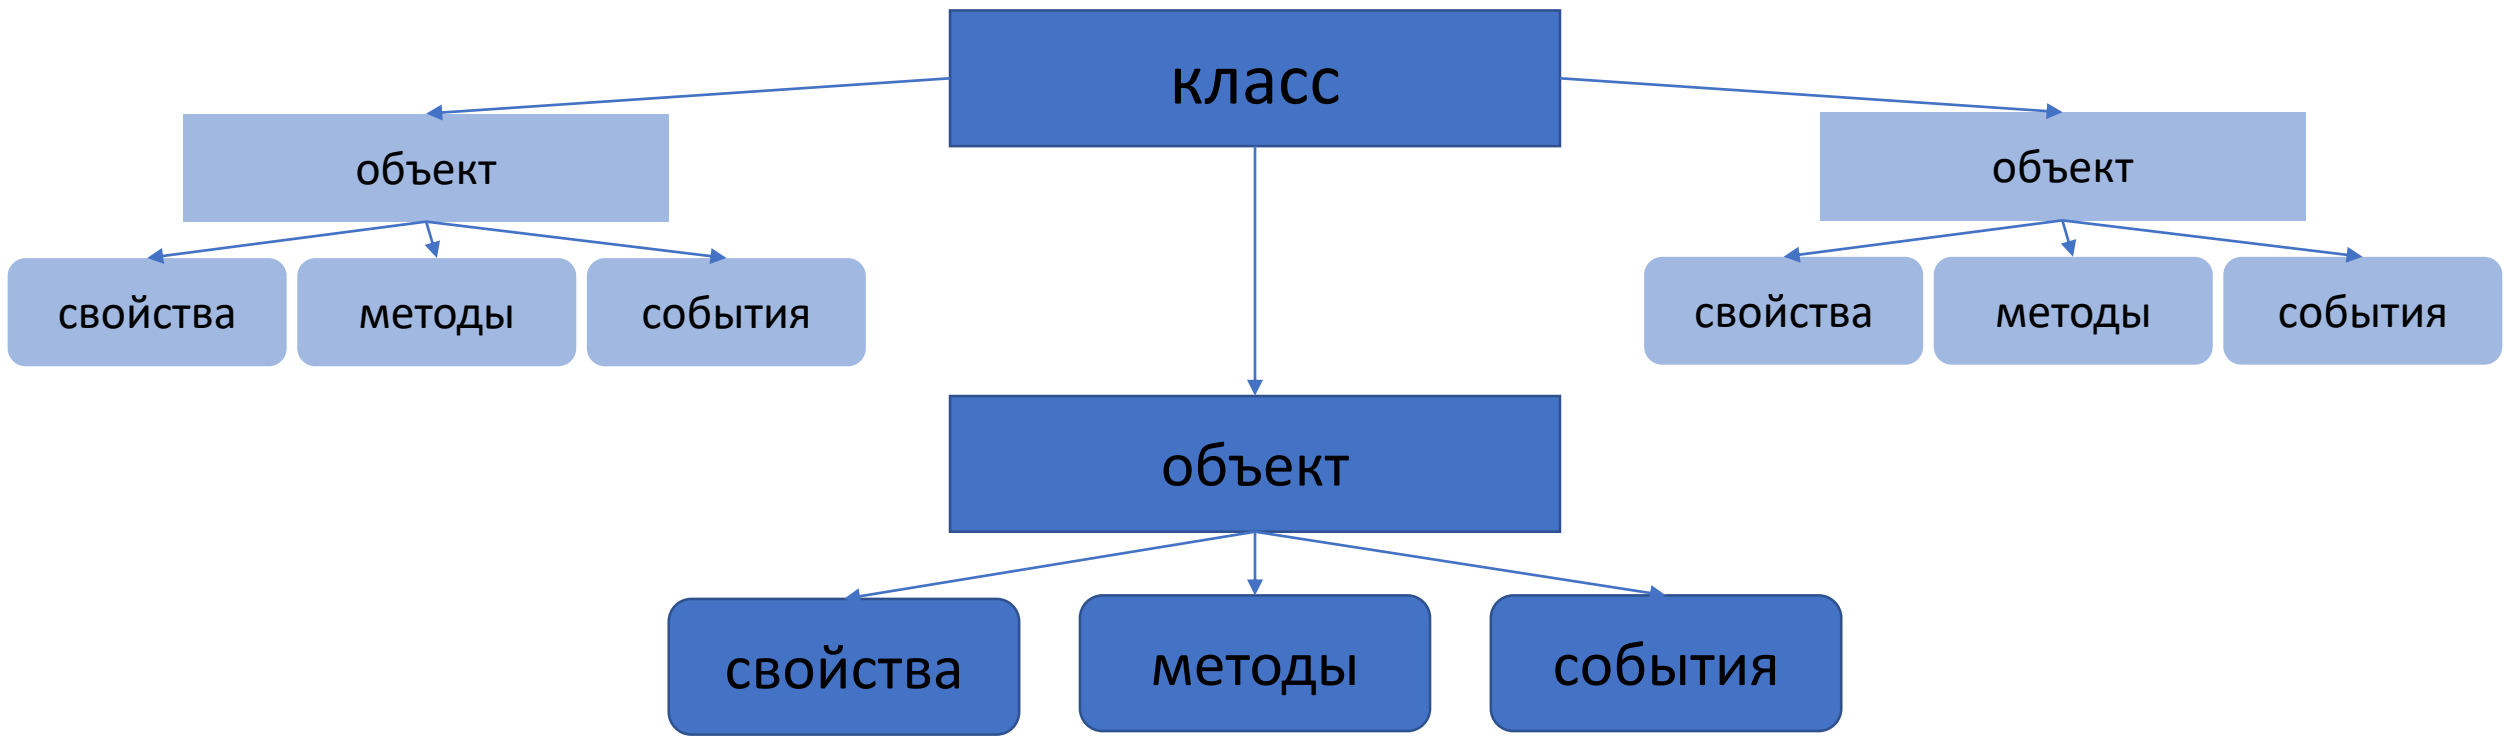 класс
объект
объект
свойства
методы
события
свойства
методы
события
объект
свойства
методы
события